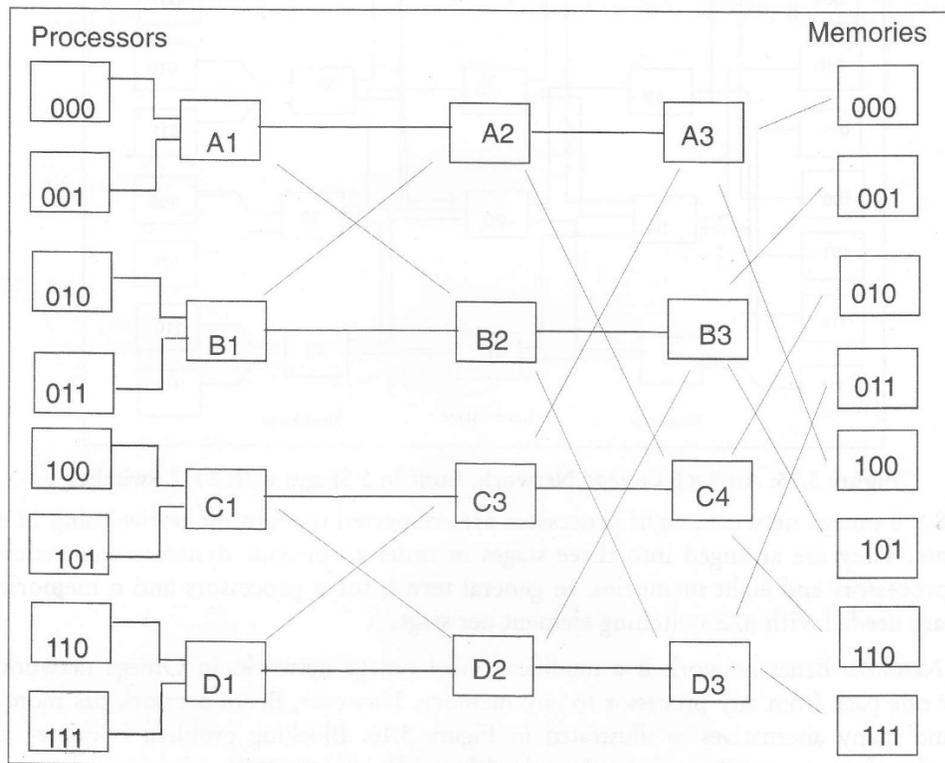 Processors Memories
000 A1 A2 A3 000
001 001
010 B1 B2 B3 010
011 011
100 C1 C3 C4 100
101 101
110 D1 D2 D3 110
111 111